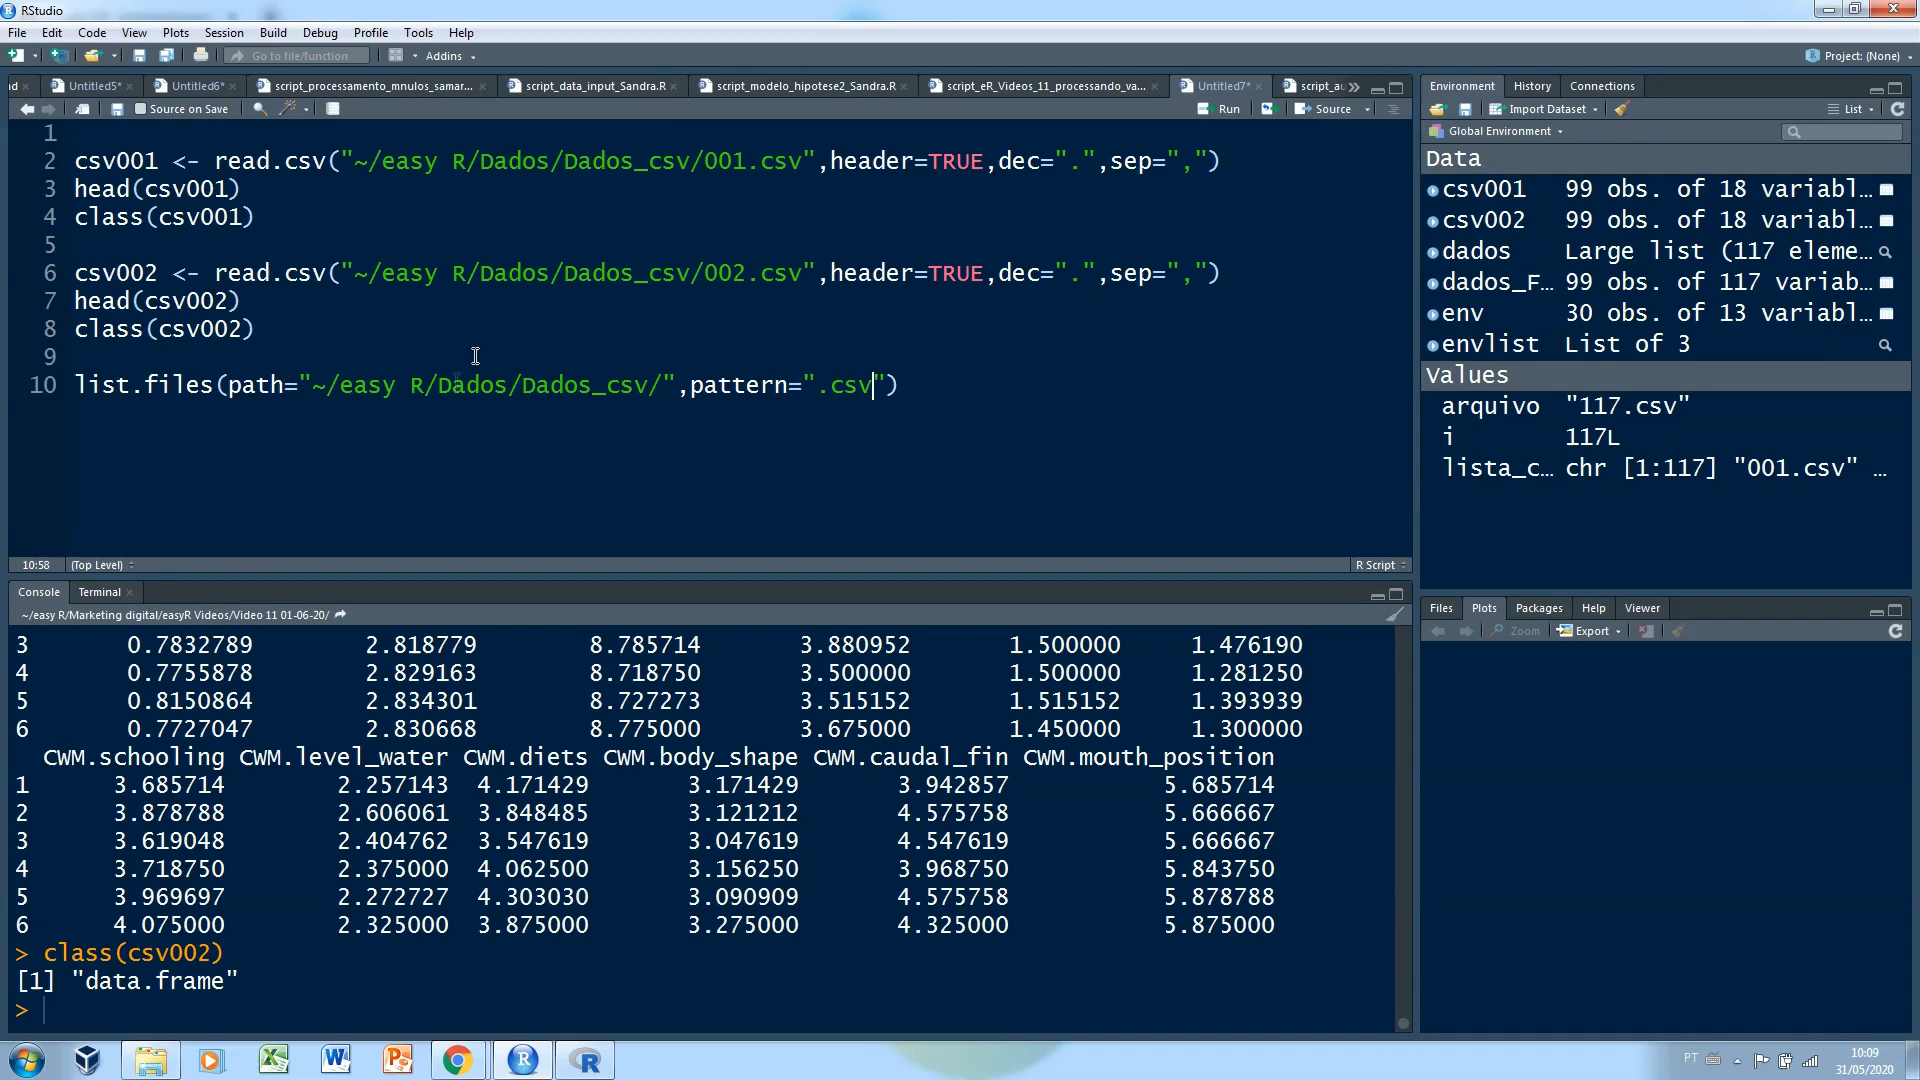 RStudio
File Edit Code View Plots Session Build Debug Profile Tools Help
Go to file/function Addins Project: (None)
nd Untitled5* Untitled6* script_processamento_mnulos_samar... script_data_input_Sandra.R script_modelo_hipotese2_Sandra.R script_eR_Videos_11_processando_va... Untitled7* script_au
Source on Save Run Source
1
2 csv001 <- read.csv("~/easy R/Dados/Dados_csv/001.csv",header=TRUE,dec=".",sep=",")
3 head(csv001)
4 class(csv001)
5
6 csv002 <- read.csv("~/easy R/Dados/Dados_csv/002.csv",header=TRUE,dec=".",sep=",")
7 head(csv002)
8 class(csv002)
9
10 list.files(path="~/easy R/Dados/Dados_csv/",pattern=".csv")
10:58 (Top Level) R Script
Console Terminal
~/easy R/Marketing digital/easyR Videos/Video 11 01-06-20/
3 0.7832789 2.818779 8.785714 3.880952 1.500000 1.476190
4 0.7755878 2.829163 8.718750 3.500000 1.500000 1.281250
5 0.8150864 2.834301 8.727273 3.515152 1.515152 1.393939
6 0.7727047 2.830668 8.775000 3.675000 1.450000 1.300000
CWM.schooling CWM.level_water CWM.diets CWM.body_shape CWM.caudal_fin CWM.mouth_position
1 3.685714 2.257143 4.171429 3.171429 3.942857 5.685714
2 3.878788 2.606061 3.848485 3.121212 4.575758 5.666667
3 3.619048 2.404762 3.547619 3.047619 4.547619 5.666667
4 3.718750 2.375000 4.062500 3.156250 3.968750 5.843750
5 3.969697 2.272727 4.303030 3.090909 4.575758 5.878788
6 4.075000 2.325000 3.875000 3.275000 4.325000 5.875000
> class(csv002)
[1] "data.frame"
>
Environment History Connections
Import Dataset List
Global Environment
Data
csv001 99 obs. of 18 variabl...
csv002 99 obs. of 18 variabl...
dados Large list (117 eleme...
dados_F... 99 obs. of 117 variab...
env 30 obs. of 13 variabl...
envlist List of 3
Values
arquivo "117.csv"
i 117L
lista_c... chr [1:117] "001.csv" ...
Files Plots Packages Help Viewer
Zoom Export
PT
10:09
31/05/2020